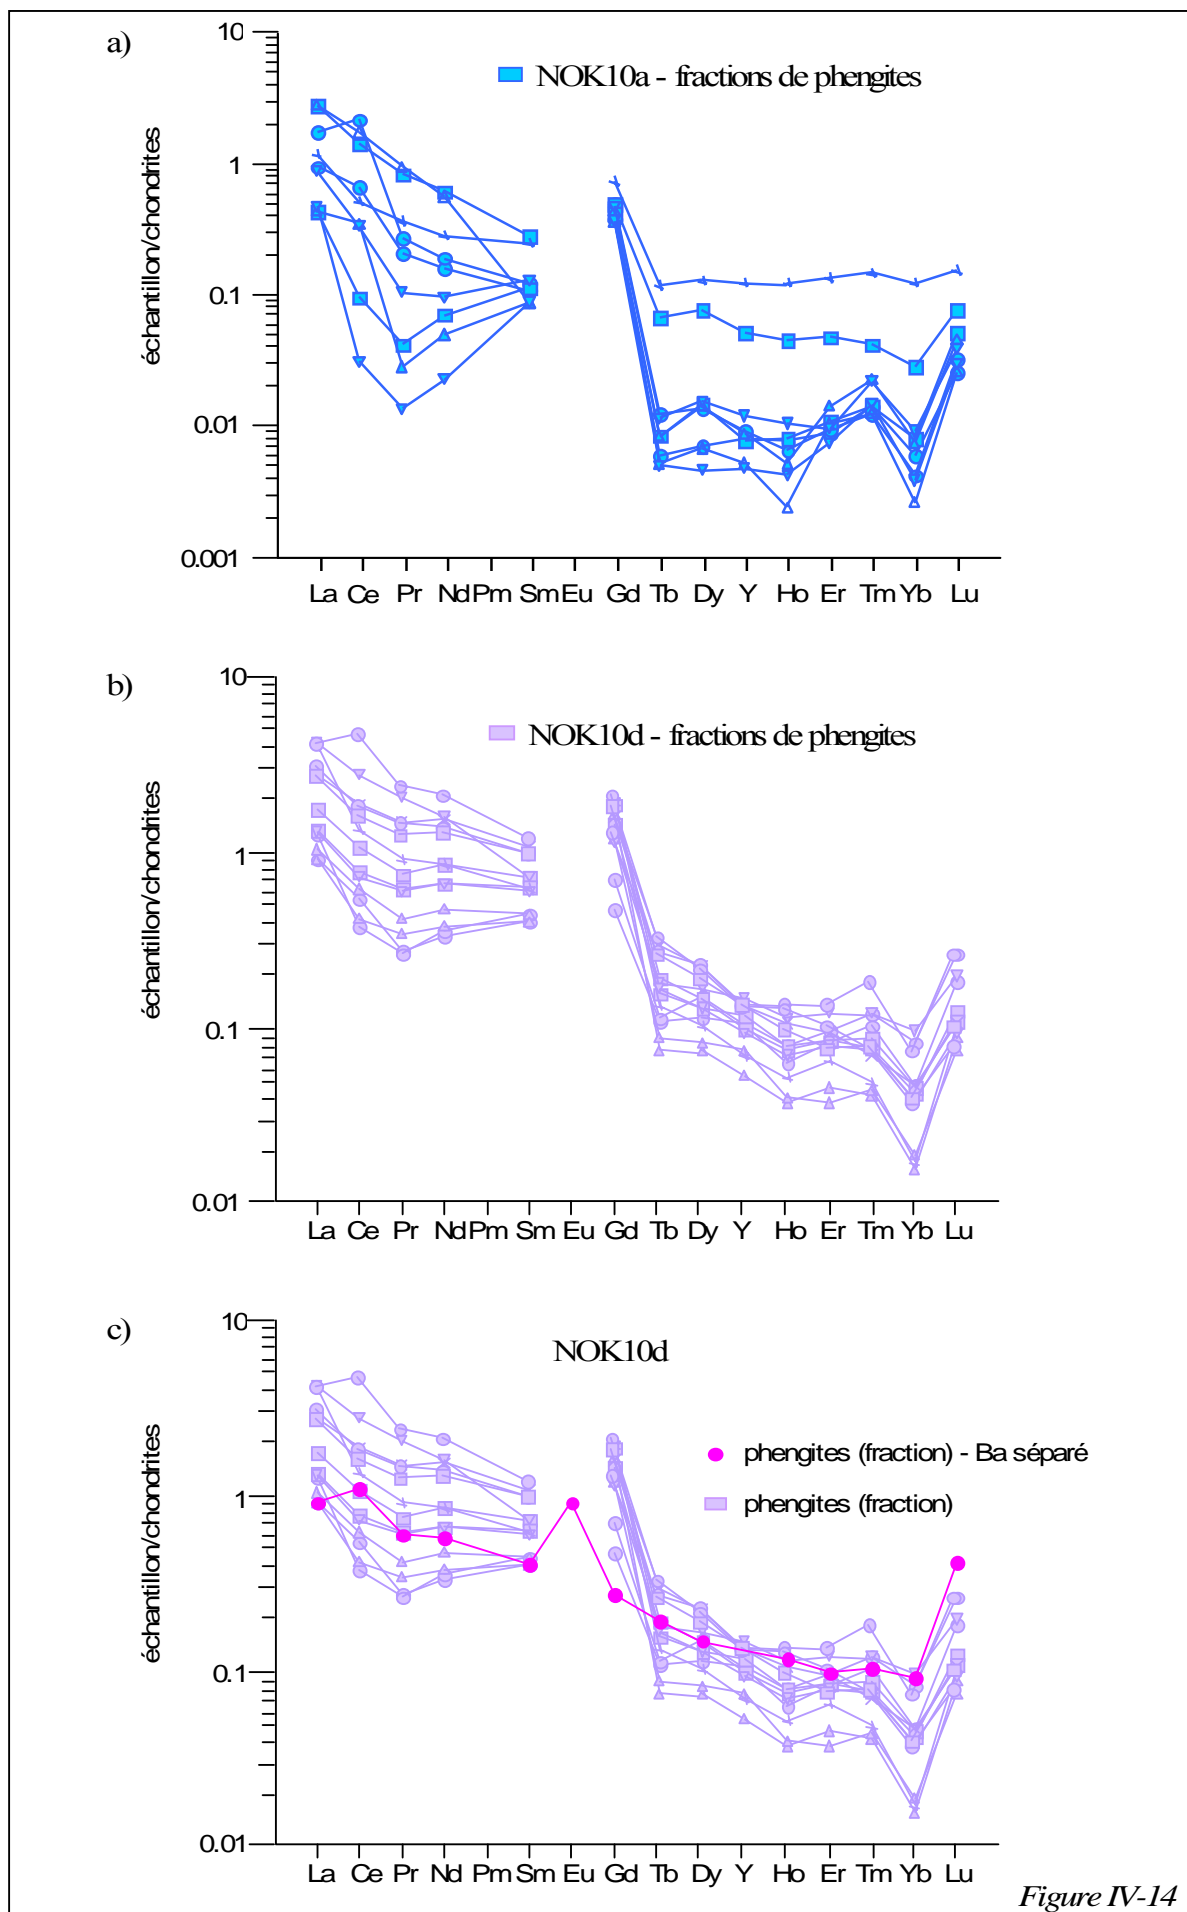 a)
10
1
0.1
0.01
0.001
échantillon/chondrites
NOK10a - fractions de phengites
La Ce Pr Nd Pm Sm Eu Gd Tb Dy Y Ho Er Tm Yb Lu
b)
10
1
0.1
0.01
échantillon/chondrites
NOK10d - fractions de phengites
La Ce Pr Nd Pm Sm Eu Gd Tb Dy Y Ho Er Tm Yb Lu
c)
10
1
0.1
0.01
échantillon/chondrites
NOK10d
phengites (fraction) - Ba séparé
phengites (fraction)
La Ce Pr Nd Pm Sm Eu Gd Tb Dy Y Ho Er Tm Yb Lu
Figure IV-14